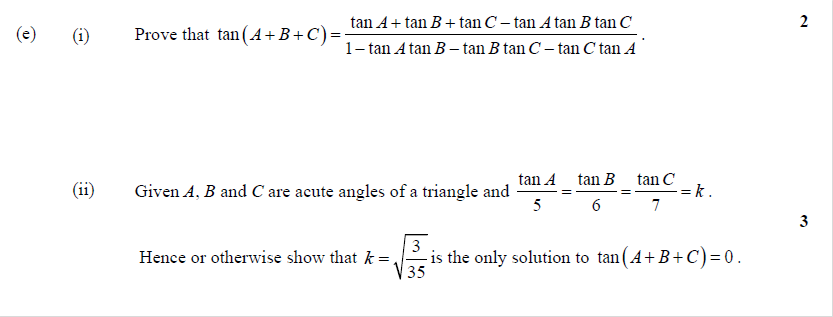 (e) (i) Prove that tan(A+B+C) = (tan A + tan B + tan C − tan A tan B tan C)/(1 − tan A tan B − tan B tan C − tan C tan A). 2
(ii) Given A, B and C are acute angles of a triangle and tan A/5 = tan B/6 = tan C/7 = k.
3
Hence or otherwise show that k = √(3/35) is the only solution to tan(A+B+C) = 0.